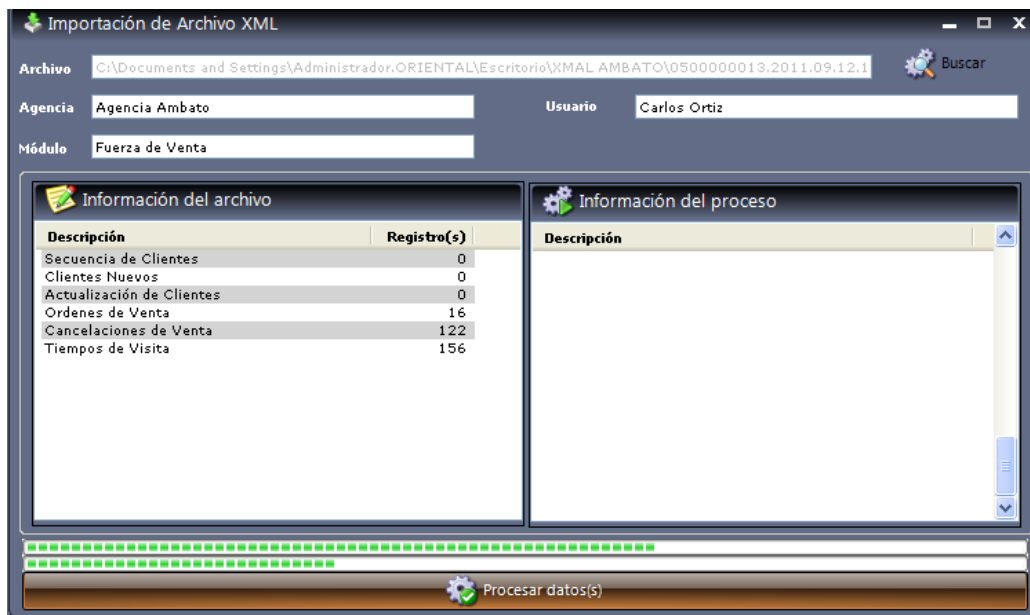 Importación de Archivo XML
Archivo C:\Documents and Settings\Administrador.ORIENTAL\Escritorio\XMAL AMBATO\0500000013.2011.09.12.1 Buscar
Agencia Agencia Ambato Usuario Carlos Ortiz
Módulo Fuerza de Venta
Información del archivo Información del proceso
Descripción Registro(s) Descripción
Secuencia de Clientes 0
Clientes Nuevos 0
Actualización de Clientes 0
Ordenes de Venta 16
Cancelaciones de Venta 122
Tiempos de Visita 156
Procesar datos(s)